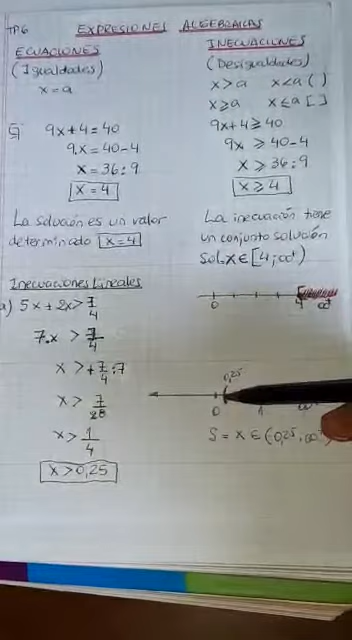 TP6 EXPRESIONES ALGEBRAICAS
ECUACIONES
(Igualdades)
x = a
Ej: 9x + 4 = 40
9.x = 40 - 4
x = 36 : 9
x = 4
La solución es un valor
determinado x = 4
INECUACIONES
(Desigualdades)
x > a x < a ( )
x ≥ a x ≤ a [ ]
9x + 4 ≥ 40
9x ≥ 40 - 4
x ≥ 36 : 9
x ≥ 4
La inecuación tiene
un conjunto solución
Sol. x ∈ [4; ∞⁺)
0 4 ∞⁺
Inecuaciones Lineales
a) 5x + 2x > 7/4
7.x > 7/4
x > + 7/4 : 7
x > 7/28
x > 1/4
x > 0,25
0,25
0 1
S = x ∈ (0,25, ∞⁺